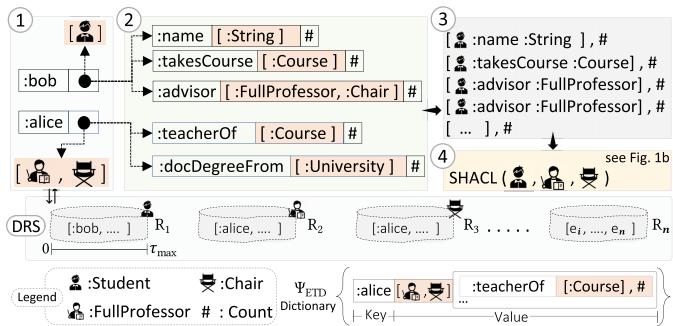 1
[ ]
:bob
:alice
[ , ]
2
:name [ :String ] #
:takesCourse [ :Course ] #
:advisor [ :FullProfessor, :Chair ] #
:teacherOf [ :Course ] #
:docDegreeFrom [ :University ] #
3
[ :name :String ] , #
[ :takesCourse :Course] , #
[ :advisor :FullProfessor] , #
[ :advisor :FullProfessor] , #
[ ... ] , #
4
see Fig. 1b
SHACL ( , , )
DRS
[:bob, .... ] R1
[:alice, .... ] R2
[:alice, .... ] R3
. . . . .
[ei, ...., en ] Rn
0 τmax
Legend
:Student :Chair
:FullProfessor # : Count
ΨETD
Dictionary
:alice [ , ] :teacherOf [:Course] , #
...
Key Value